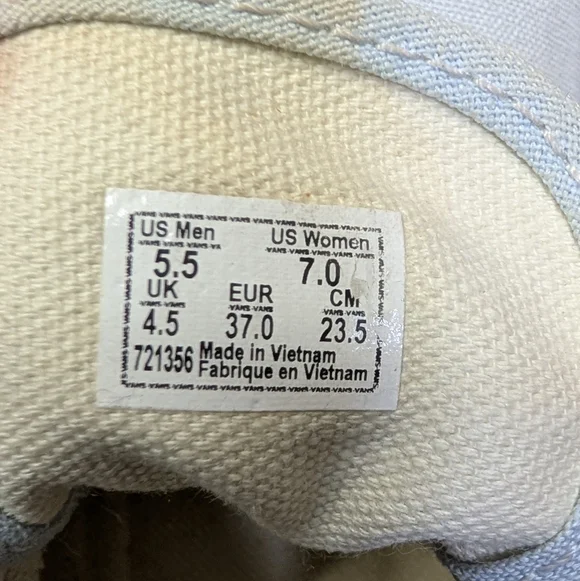 US Men US Women
5.5 7.0
UK EUR CM
4.5 37.0 23.5
721356 Made in Vietnam
Fabrique en Vietnam